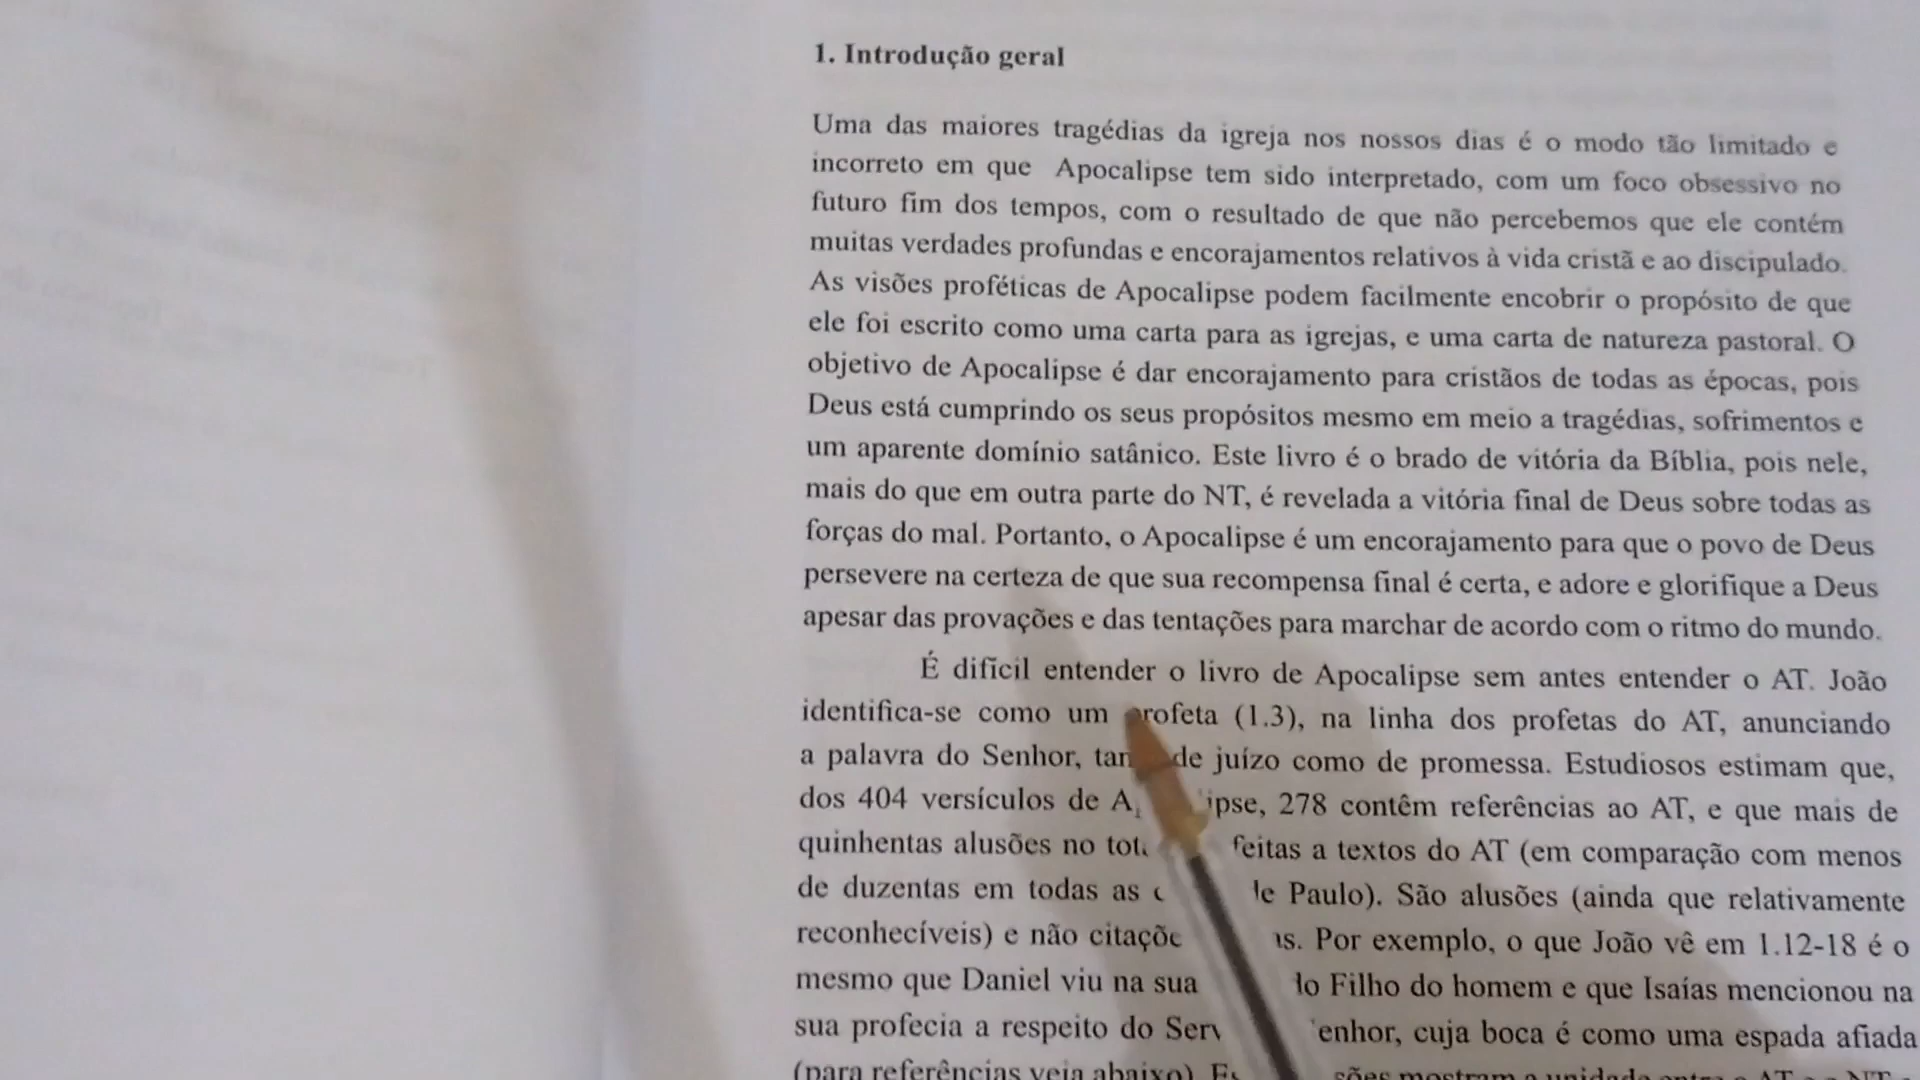 1. Introdução geral
Uma das maiores tragédias da igreja nos nossos dias é o modo tão limitado e
incorreto em que Apocalipse tem sido interpretado, com um foco obsessivo no
futuro fim dos tempos, com o resultado de que não percebemos que ele contém
muitas verdades profundas e encorajamentos relativos à vida cristã e ao discipulado.
As visões proféticas de Apocalipse podem facilmente encobrir o propósito de que
ele foi escrito como uma carta para as igrejas, e uma carta de natureza pastoral. O
objetivo de Apocalipse é dar encorajamento para cristãos de todas as épocas, pois
Deus está cumprindo os seus propósitos mesmo em meio a tragédias, sofrimentos e
um aparente domínio satânico. Este livro é o brado de vitória da Bíblia, pois nele,
mais do que em outra parte do NT, é revelada a vitória final de Deus sobre todas as
forças do mal. Portanto, o Apocalipse é um encorajamento para que o povo de Deus
persevere na certeza de que sua recompensa final é certa, e adore e glorifique a Deus
apesar das provações e das tentações para marchar de acordo com o ritmo do mundo.
É difícil entender o livro de Apocalipse sem antes entender o AT. João
identifica-se como um profeta (1.3), na linha dos profetas do AT, anunciando
a palavra do Senhor, de juízo como de promessa. Estudiosos estimam que,
dos 404 versículos de 278 contêm referências ao AT, e que mais de
quinhentas alusões no feitas a textos do AT (em comparação com menos
de duzentas em todas as Paulo). São alusões (ainda que relativamente
reconhecíveis) e não Por exemplo, o que João vê em 1.12-18 é o
mesmo que Daniel viu na sua Filho do homem e que Isaías mencionou na
sua profecia a respeito do cuja boca é como uma espada afiada
(para referências veja abaixo). mostram a unidade entre o AT e o NT